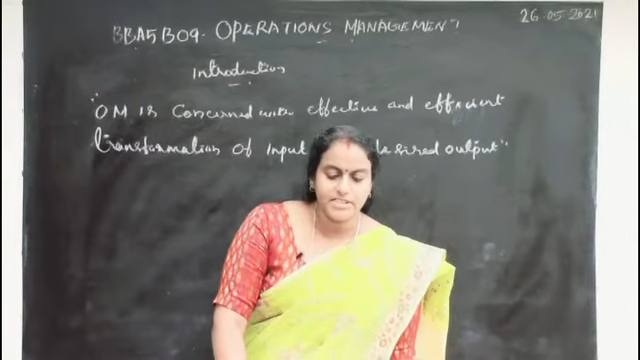 26.05.2021
BBA5B09. OPERATIONS MANAGEMENT
Introduction
OM is Concerned with effective and efficient
transformation of input desired output"